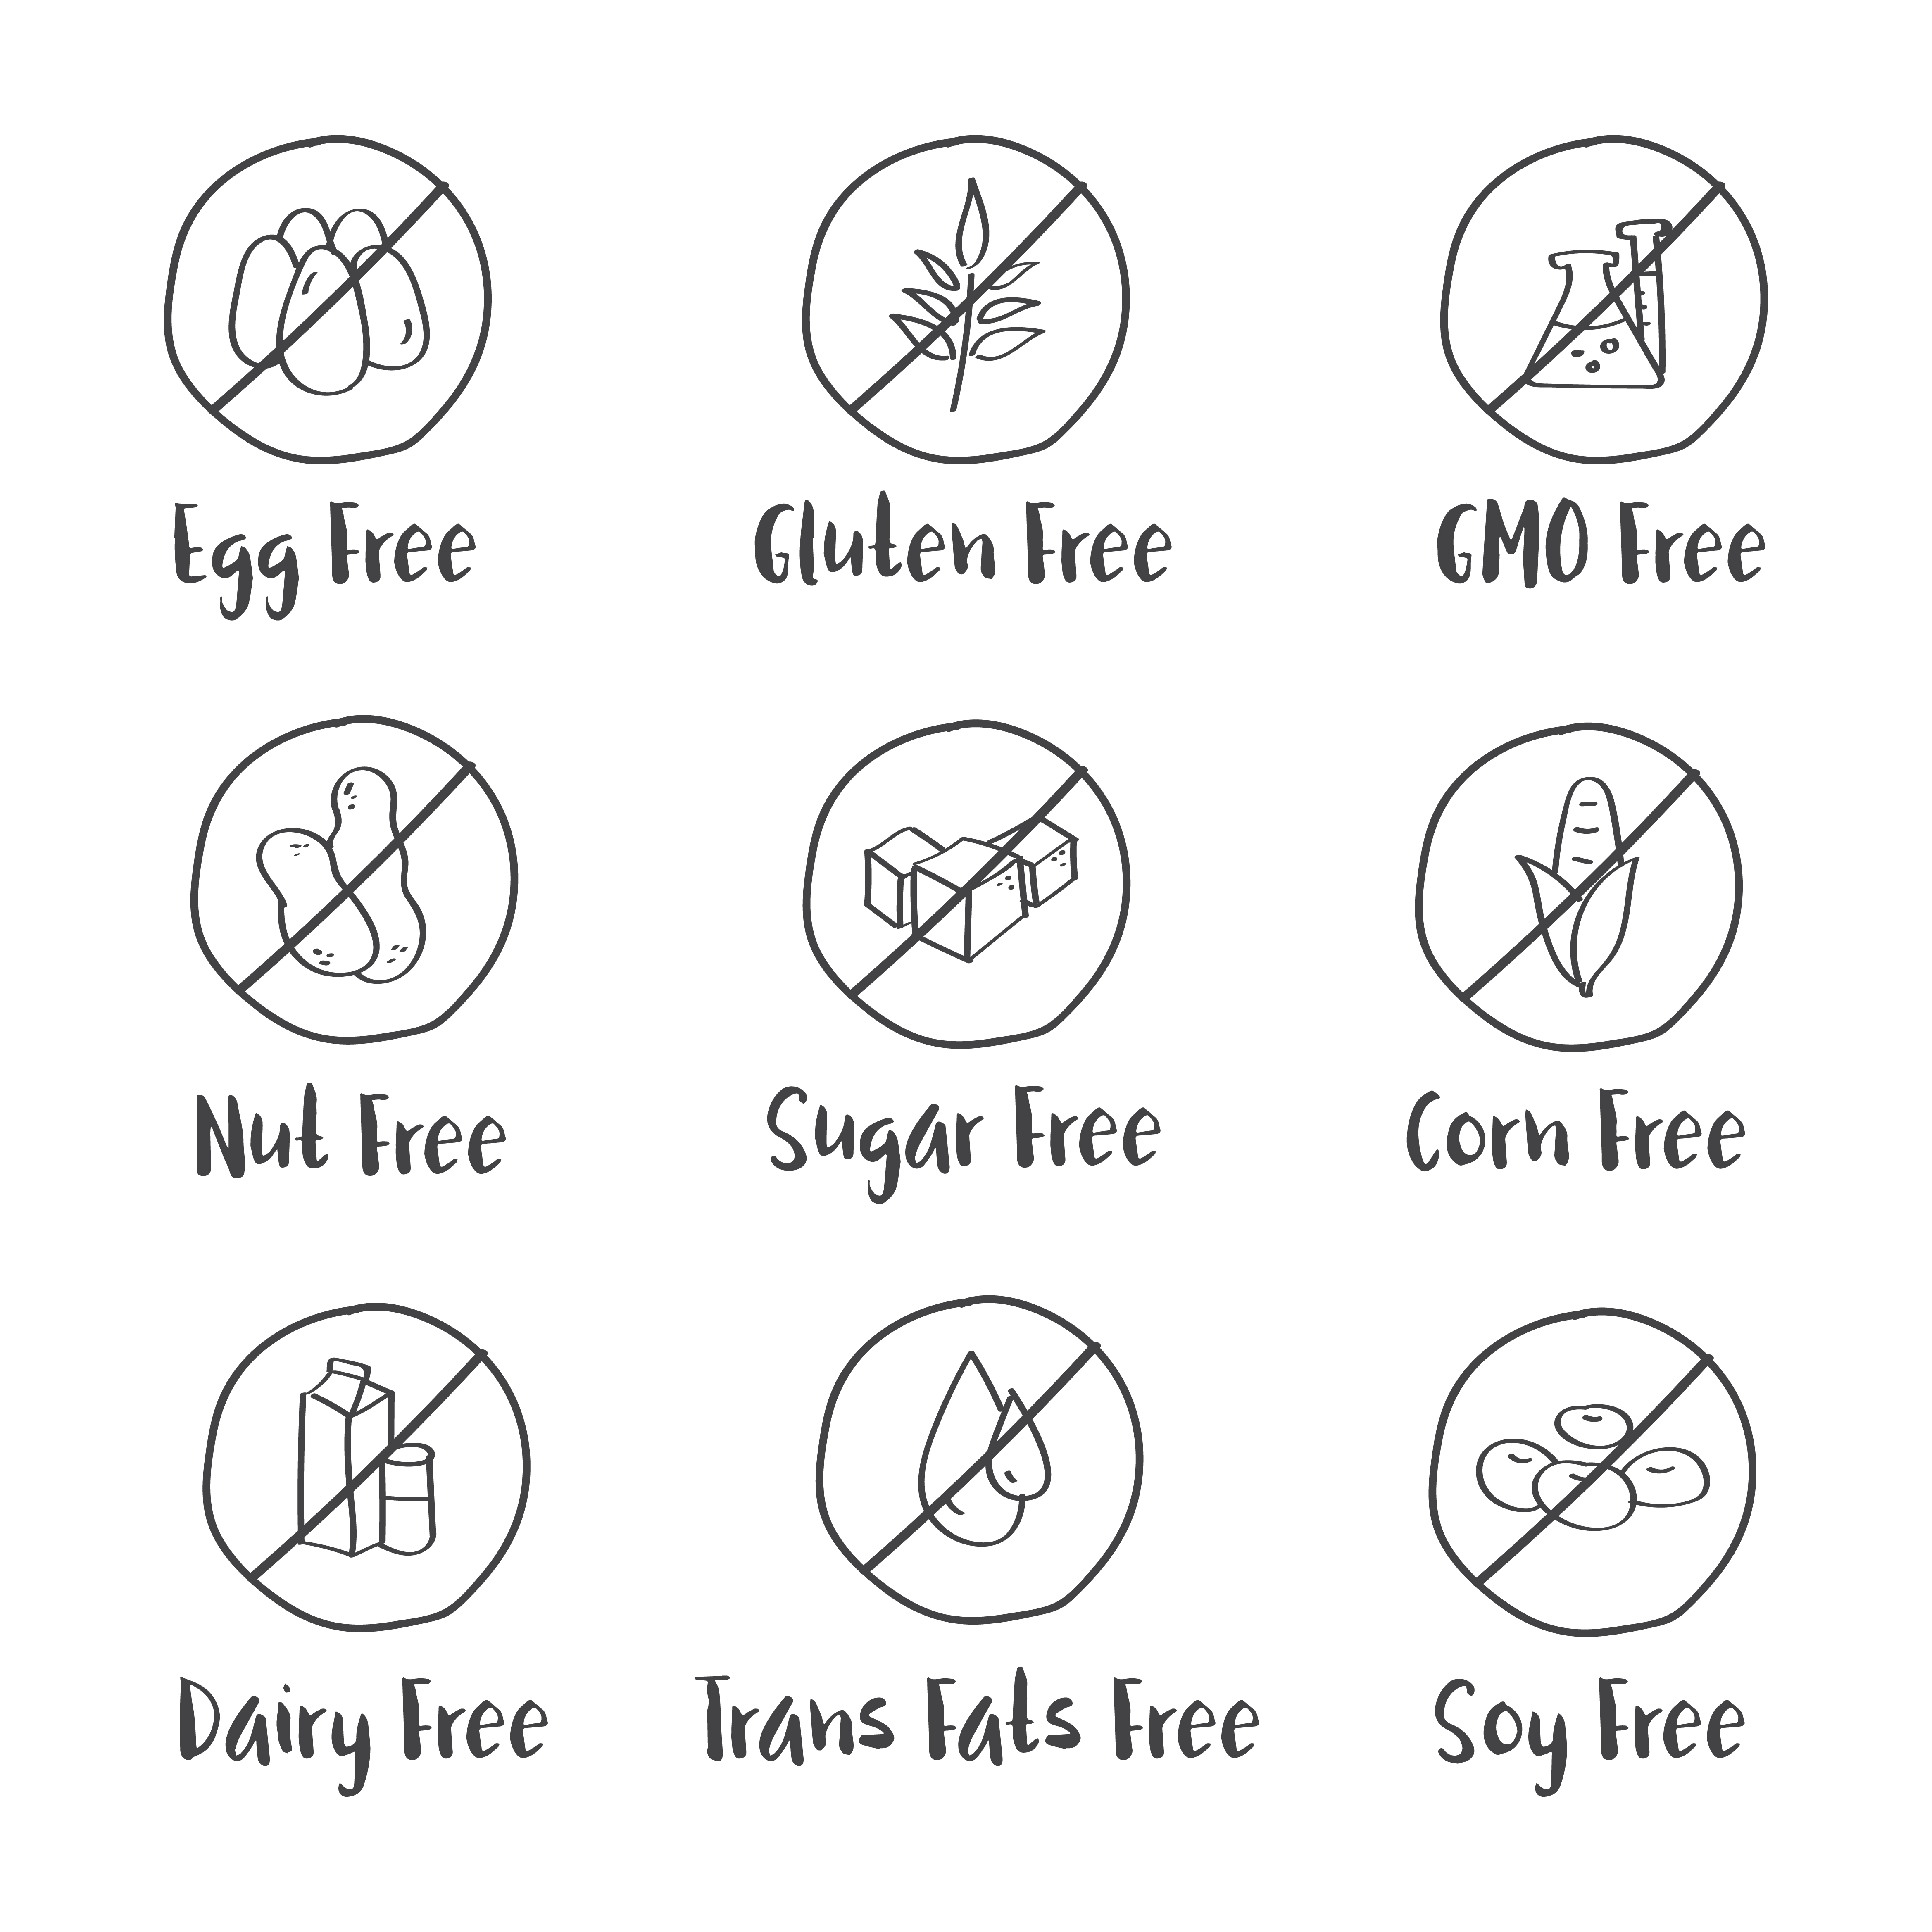 Egg Free
Gluten Free
GMO Free
Nut Free
Sugar Free
Corn Free
Dairy Free
Trans Fats Free
Soy Free